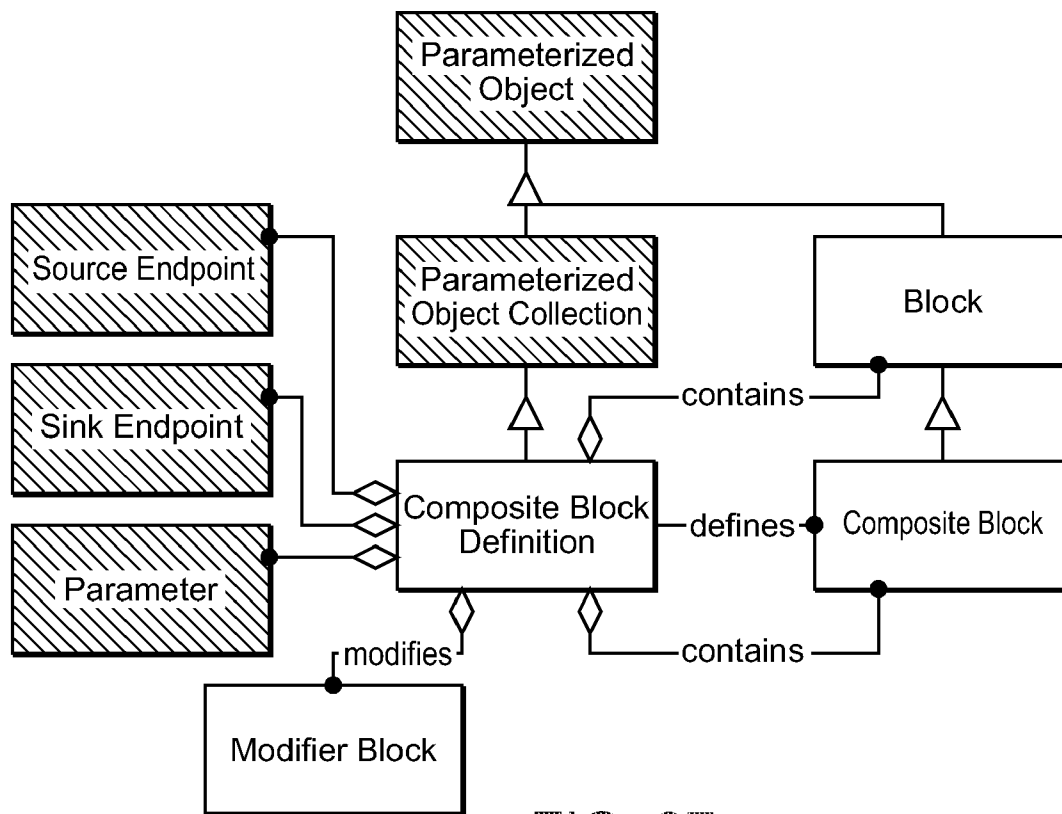 Parameterized
Object
Source Endpoint
Parameterized
Object Collection
Block
contains
Sink Endpoint
Composite Block
Definition
defines
Composite Block
Parameter
modifies
contains
Modifier Block